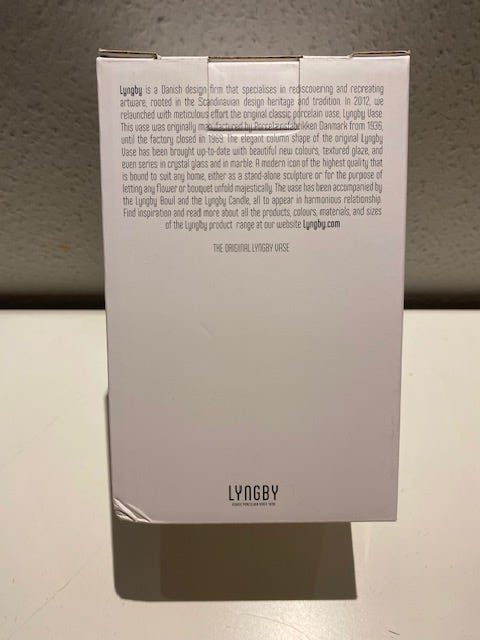 Lyngby is a Danish design firm that specialises in rediscovering and recreating
artware, rooted in the Scandinavian design heritage and tradition. In 2012, we
relaunched with meticulous effort the original classic porcelain vase, Lyngby Vase.
This vase was originally manufactured by Porcelænsfabrikken Danmark from 1936,
until the factory closed in 1969. The elegant column shape of the original Lyngby
Vase has been brought up-to-date with beautiful new colours, textured glaze, and
even series in crystal glass and in marble. A modern icon of the highest quality that
is bound to suit any home, either as a stand-alone sculpture or for the purpose of
letting any flower or bouquet unfold majestically. The vase has been accompanied by
the Lyngby Bowl and the Lyngby Candle, all to appear in harmonious relationship.
Find inspiration and read more about all the products, colours, materials, and sizes
of the Lyngby product range at our website Lyngby.com
THE ORIGINAL LYNGBY VASE
LYNGBY